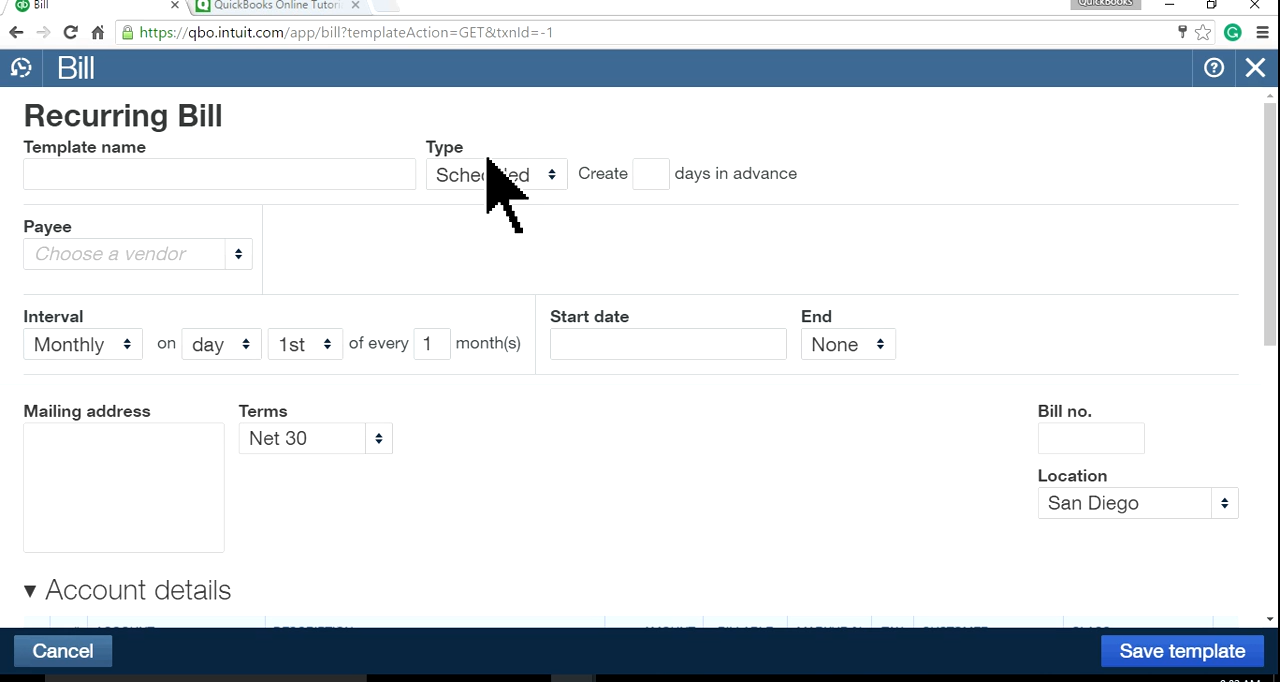 Bill
QuickBooks Online Tutori
QuickBooks
https://qbo.intuit.com/app/bill?templateAction=GET&txnId=-1
Bill
Recurring Bill
Template name
Type
Create days in advance
Payee
Choose a vendor
Interval
Start date
End
Monthly on day 1st of every 1 month(s)
None
Mailing address
Terms
Bill no.
Net 30
Location
San Diego
Account details
Cancel
Save template